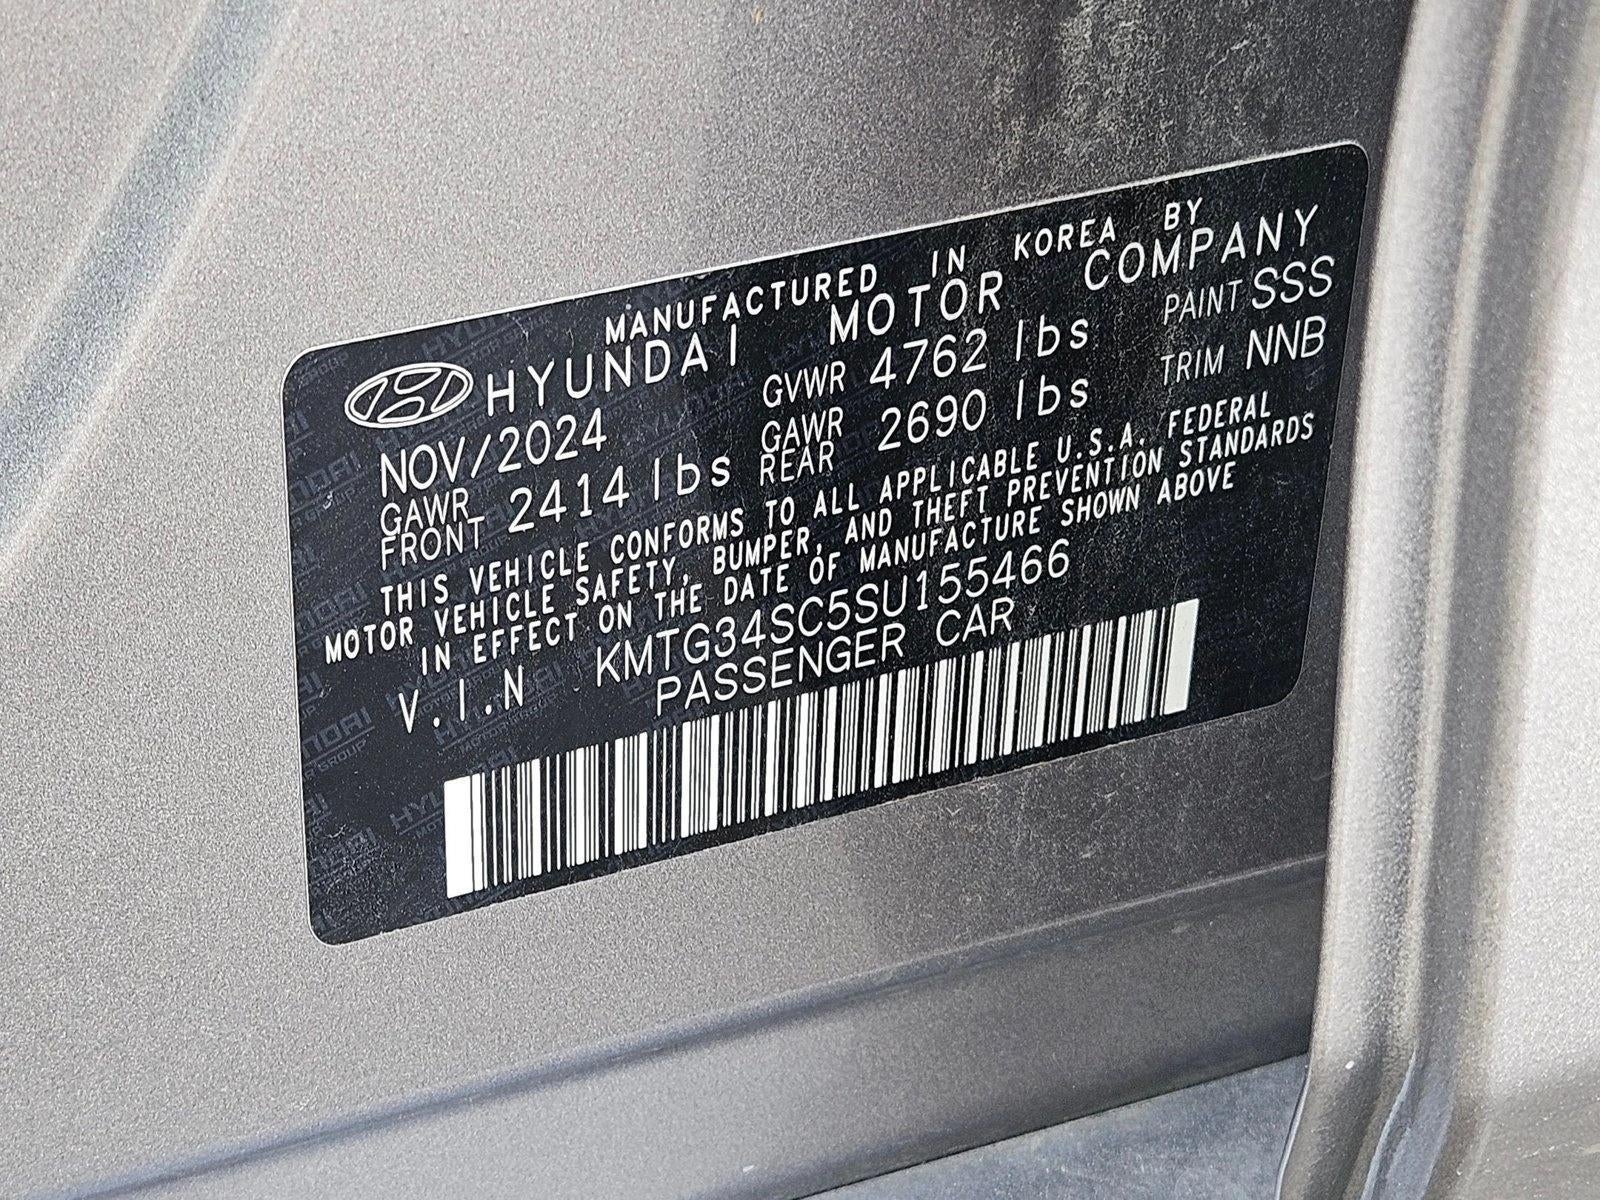 MANUFACTURED IN KOREA BY
HYUNDAI MOTOR COMPANY
NOV/2024 GVWR 4762 lbs PAINT SSS
GAWR FRONT 2414 lbs GAWR REAR 2690 lbs TRIM NNB
THIS VEHICLE CONFORMS TO ALL APPLICABLE U.S.A. FEDERAL
MOTOR VEHICLE SAFETY, BUMPER, AND THEFT PREVENTION STANDARDS
IN EFFECT ON THE DATE OF MANUFACTURE SHOWN ABOVE
V.I.N KMTG34SC5SU155466
PASSENGER CAR